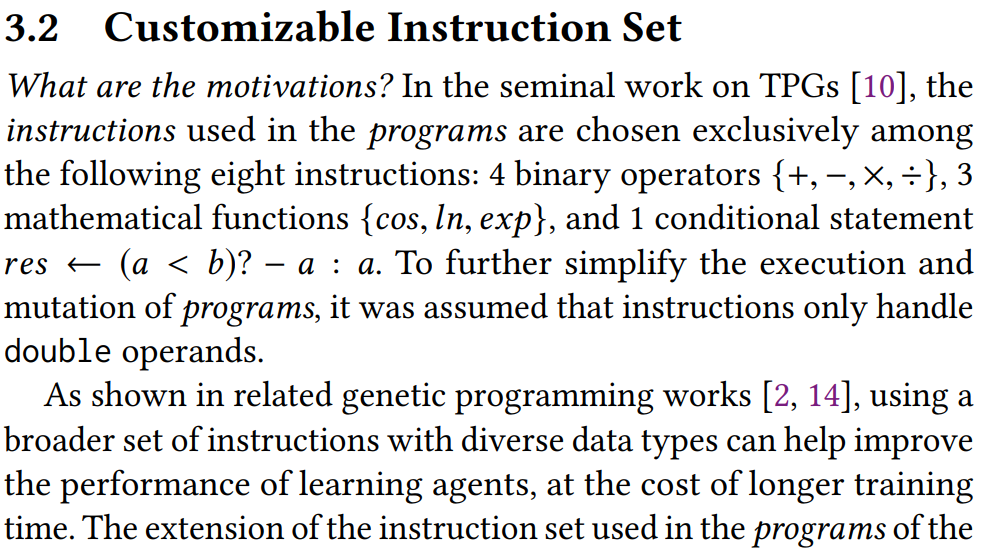 3.2 Customizable Instruction Set
What are the motivations? In the seminal work on TPGs [10], the
instructions used in the programs are chosen exclusively among
the following eight instructions: 4 binary operators {+, −, ×, ÷}, 3
mathematical functions {cos, ln, exp}, and 1 conditional statement
res ← (a < b)? − a : a. To further simplify the execution and
mutation of programs, it was assumed that instructions only handle
double operands.
As shown in related genetic programming works [2, 14], using a
broader set of instructions with diverse data types can help improve
the performance of learning agents, at the cost of longer training
time. The extension of the instruction set used in the programs of the